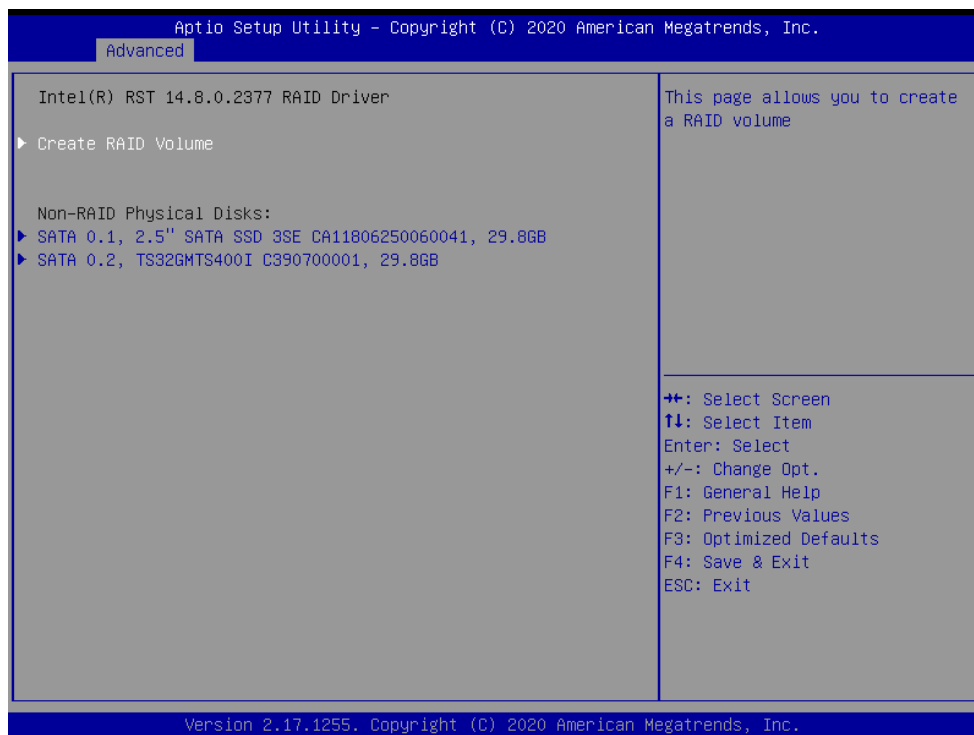 Aptio Setup Utility – Copyright (C) 2020 American Megatrends, Inc.
Advanced
Intel(R) RST 14.8.0.2377 RAID Driver
Create RAID Volume
Non-RAID Physical Disks:
SATA 0.1, 2.5" SATA SSD 3SE CA11806250060041, 29.8GB
SATA 0.2, TS32GMTS400I C390700001, 29.8GB
This page allows you to create
a RAID volume
→←: Select Screen
↑↓: Select Item
Enter: Select
+/-: Change Opt.
F1: General Help
F2: Previous Values
F3: Optimized Defaults
F4: Save & Exit
ESC: Exit
Version 2.17.1255. Copyright (C) 2020 American Megatrends, Inc.